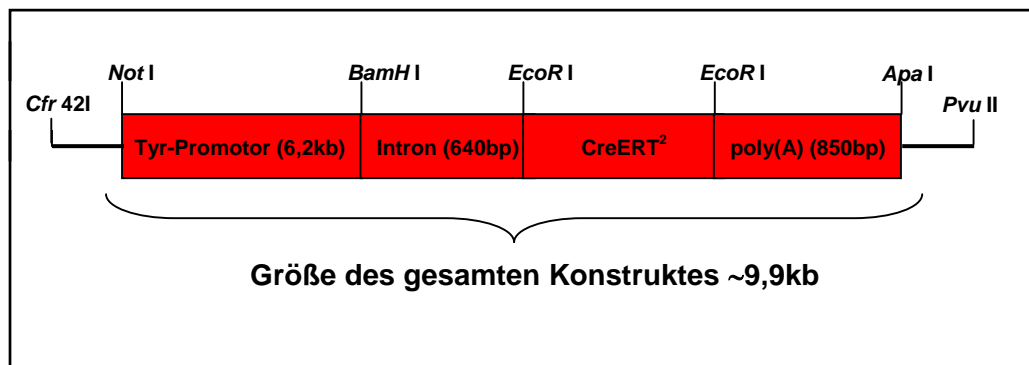 Not I BamH I EcoR I EcoR I Apa I
Cfr 42I Pvu II
Tyr-Promotor (6,2kb) Intron (640bp) CreERT² poly(A) (850bp)
Größe des gesamten Konstruktes ~9,9kb